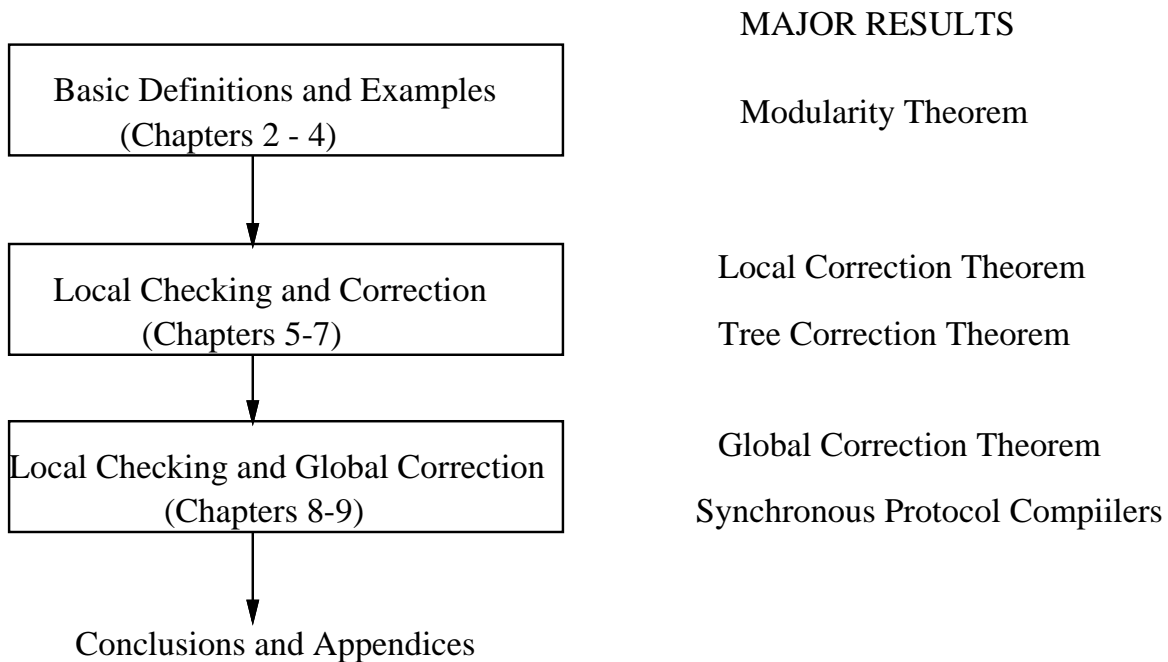 MAJOR RESULTS
Basic Definitions and Examples
(Chapters 2 - 4)
Modularity Theorem
Local Checking and Correction
(Chapters 5-7)
Local Correction Theorem
Tree Correction Theorem
Local Checking and Global Correction
(Chapters 8-9)
Global Correction Theorem
Synchronous Protocol Compiilers
Conclusions and Appendices